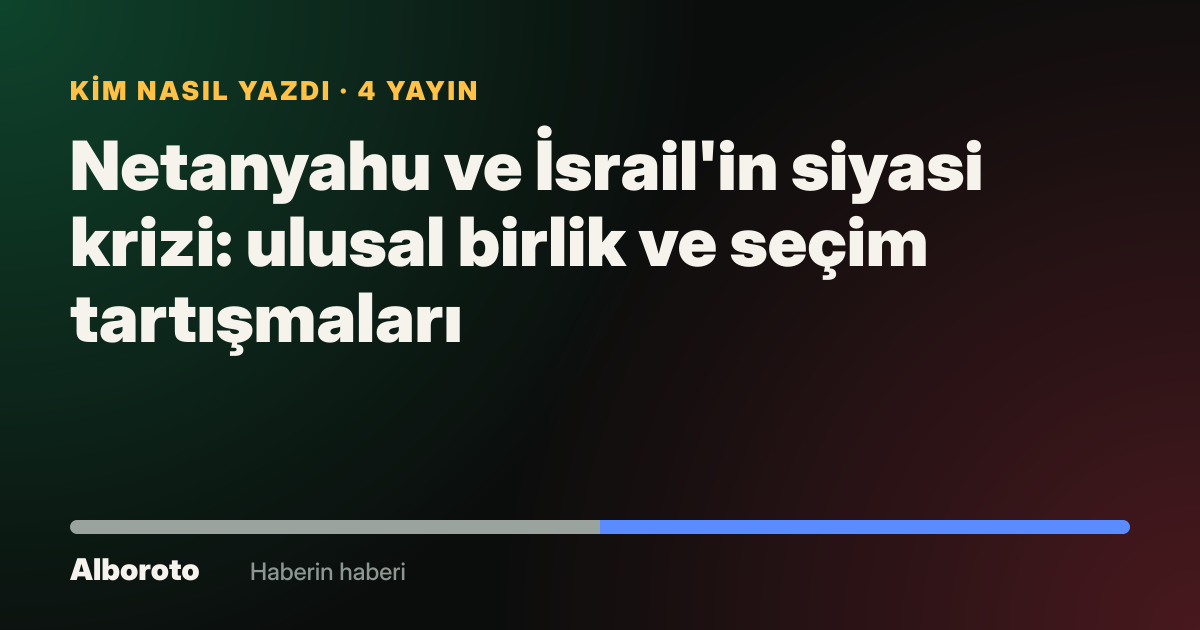 KİM NASIL YAZDI · 4 YAYIN
Netanyahu ve İsrail'in siyasi
krizi: ulusal birlik ve seçim
tartışmaları
Alboroto
Haberin haberi